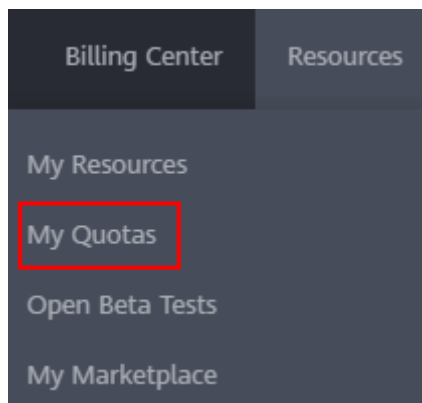 Billing Center Resources
My Resources
My Quotas
Open Beta Tests
My Marketplace